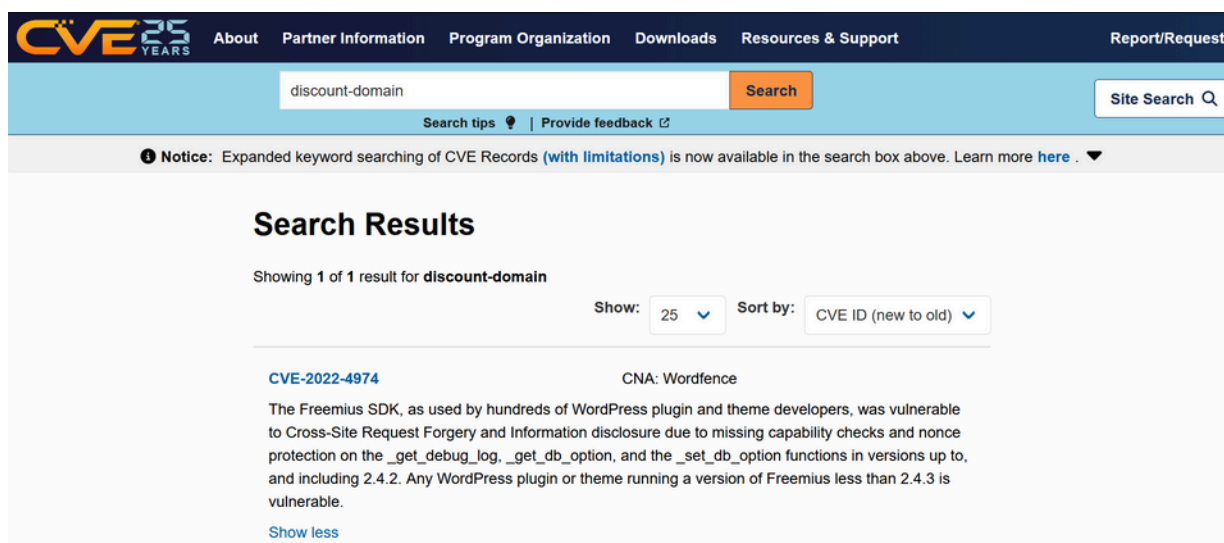 CVE 25 YEARS About Partner Information Program Organization Downloads Resources & Support Report/Request
discount-domain Search Site Search
Search tips | Provide feedback
Notice: Expanded keyword searching of CVE Records (with limitations) is now available in the search box above. Learn more here .
Search Results
Showing 1 of 1 result for discount-domain
Show: 25 Sort by: CVE ID (new to old)
CVE-2022-4974 CNA: Wordfence
The Freemius SDK, as used by hundreds of WordPress plugin and theme developers, was vulnerable
to Cross-Site Request Forgery and Information disclosure due to missing capability checks and nonce
protection on the _get_debug_log, _get_db_option, and the _set_db_option functions in versions up to,
and including 2.4.2. Any WordPress plugin or theme running a version of Freemius less than 2.4.3 is
vulnerable.
Show less